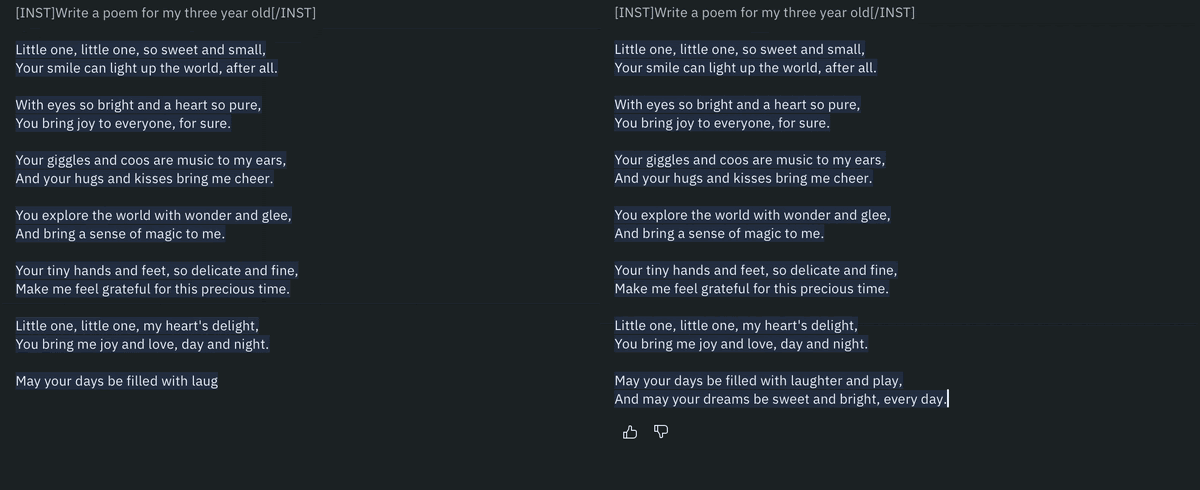 [INST]Write a poem for my three year old[/INST]
Little one, little one, so sweet and small,
Your smile can light up the world, after all.
With eyes so bright and a heart so pure,
You bring joy to everyone, for sure.
Your giggles and coos are music to my ears,
And your hugs and kisses bring me cheer.
You explore the world with wonder and glee,
And bring a sense of magic to me.
Your tiny hands and feet, so delicate and fine,
Make me feel grateful for this precious time.
Little one, little one, my heart's delight,
You bring me joy and love, day and night.
May your days be filled with laug
[INST]Write a poem for my three year old[/INST]
Little one, little one, so sweet and small,
Your smile can light up the world, after all.
With eyes so bright and a heart so pure,
You bring joy to everyone, for sure.
Your giggles and coos are music to my ears,
And your hugs and kisses bring me cheer.
You explore the world with wonder and glee,
And bring a sense of magic to me.
Your tiny hands and feet, so delicate and fine,
Make me feel grateful for this precious time.
Little one, little one, my heart's delight,
You bring me joy and love, day and night.
May your days be filled with laughter and play,
And may your dreams be sweet and bright, every day.